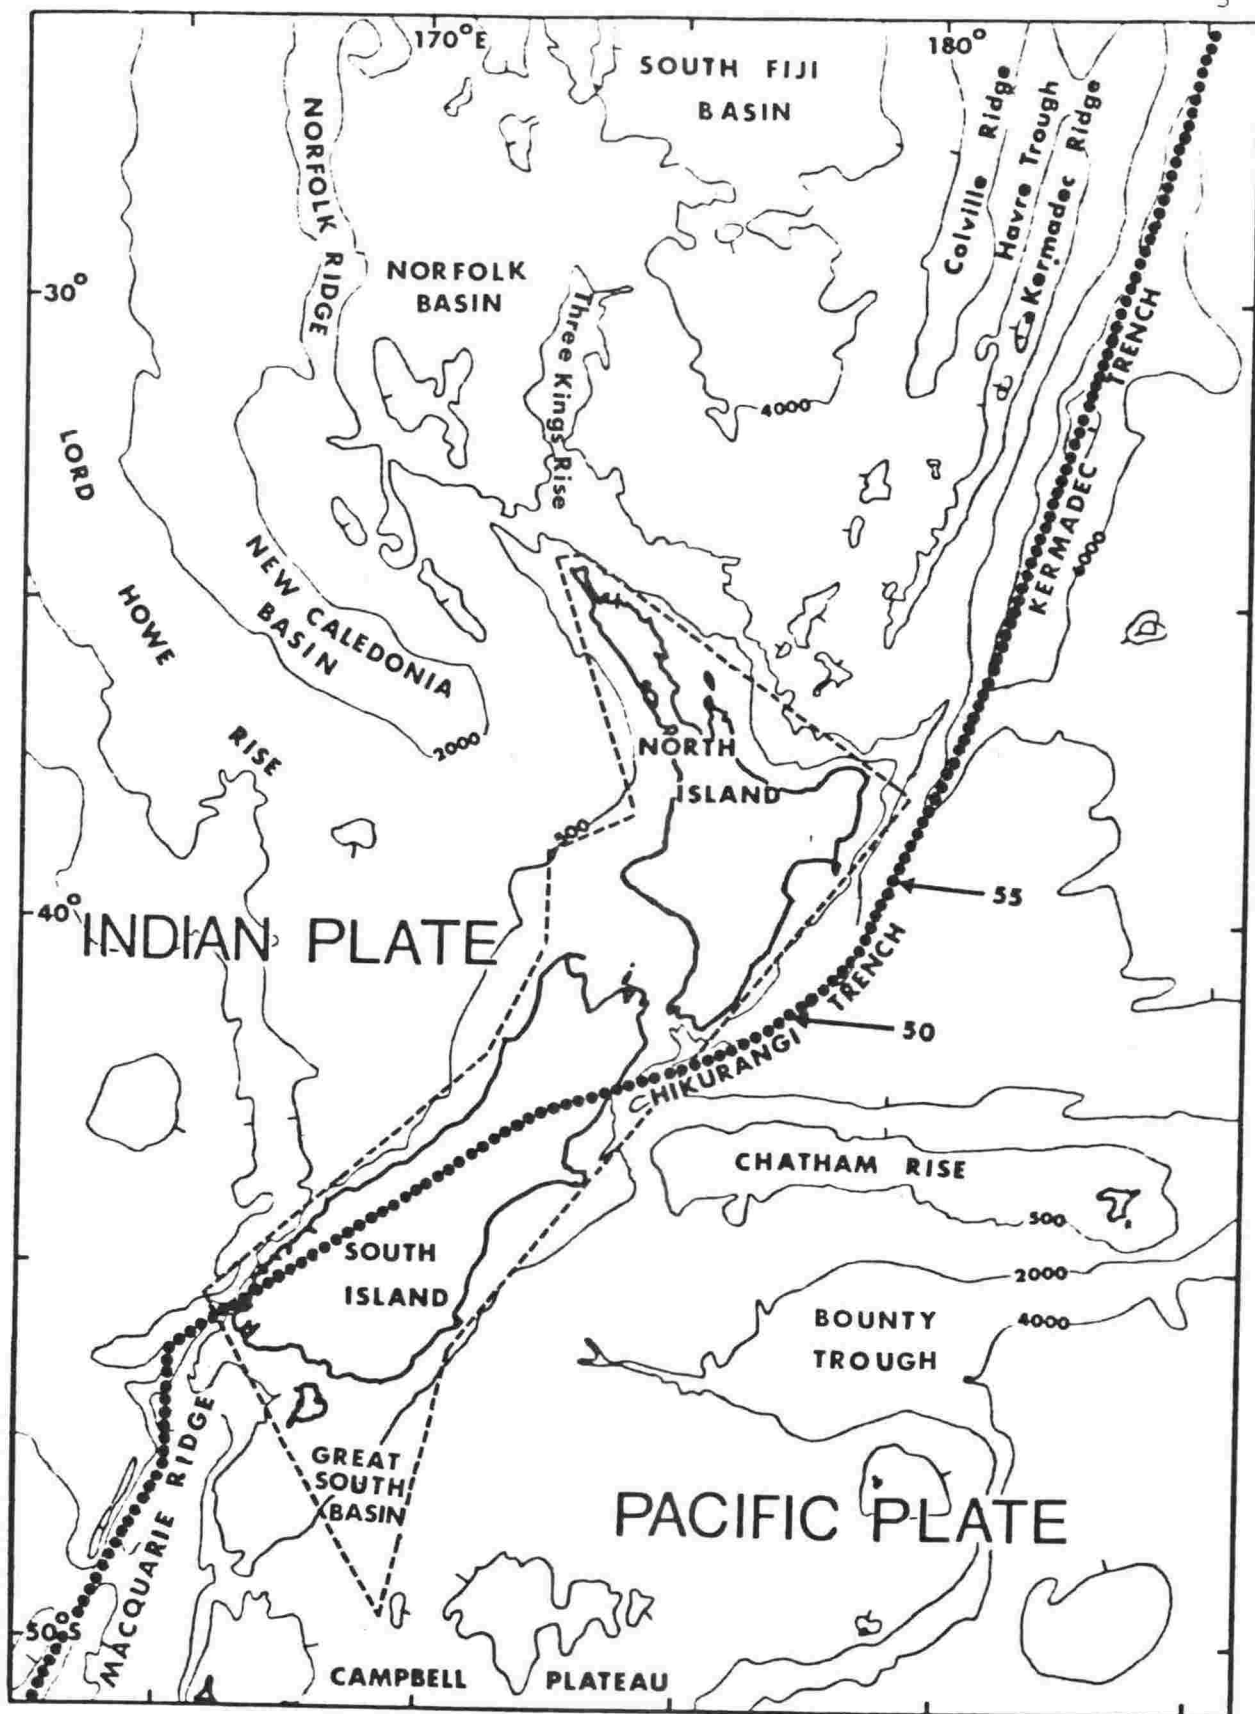 170°E
180°
SOUTH FIJI
BASIN
NORFOLK RIDGE
Colville Ridge
Havre Trough
Kermadec Ridge
NORFOLK
BASIN
30°
Three Kings Rise
KERMADEC TRENCH
4000
6000
LORD
HOWE
RISE
NEW CALEDONIA
BASIN
2000
NORTH
ISLAND
500
40°
INDIAN PLATE
55
50
CHIKURANGI TRENCH
CHATHAM RISE
500
2000
4000
SOUTH
ISLAND
BOUNTY
TROUGH
GREAT
SOUTH
BASIN
PACIFIC PLATE
MACQUARIE RIDGE
50°S
CAMPBELL PLATEAU